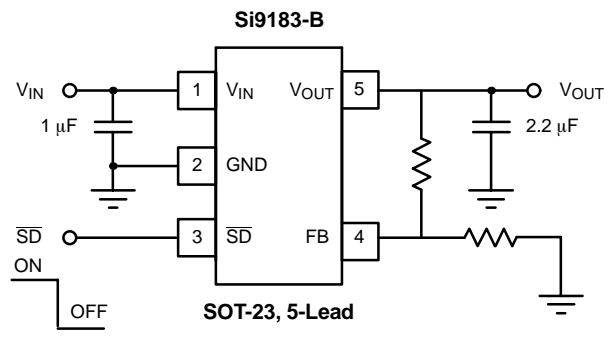 Si9183-B
VIN 1 VIN VOUT 5 VOUT
1 μF 2.2 μF
2 GND
SD 3 SD FB 4
ON
OFF
SOT-23, 5-Lead